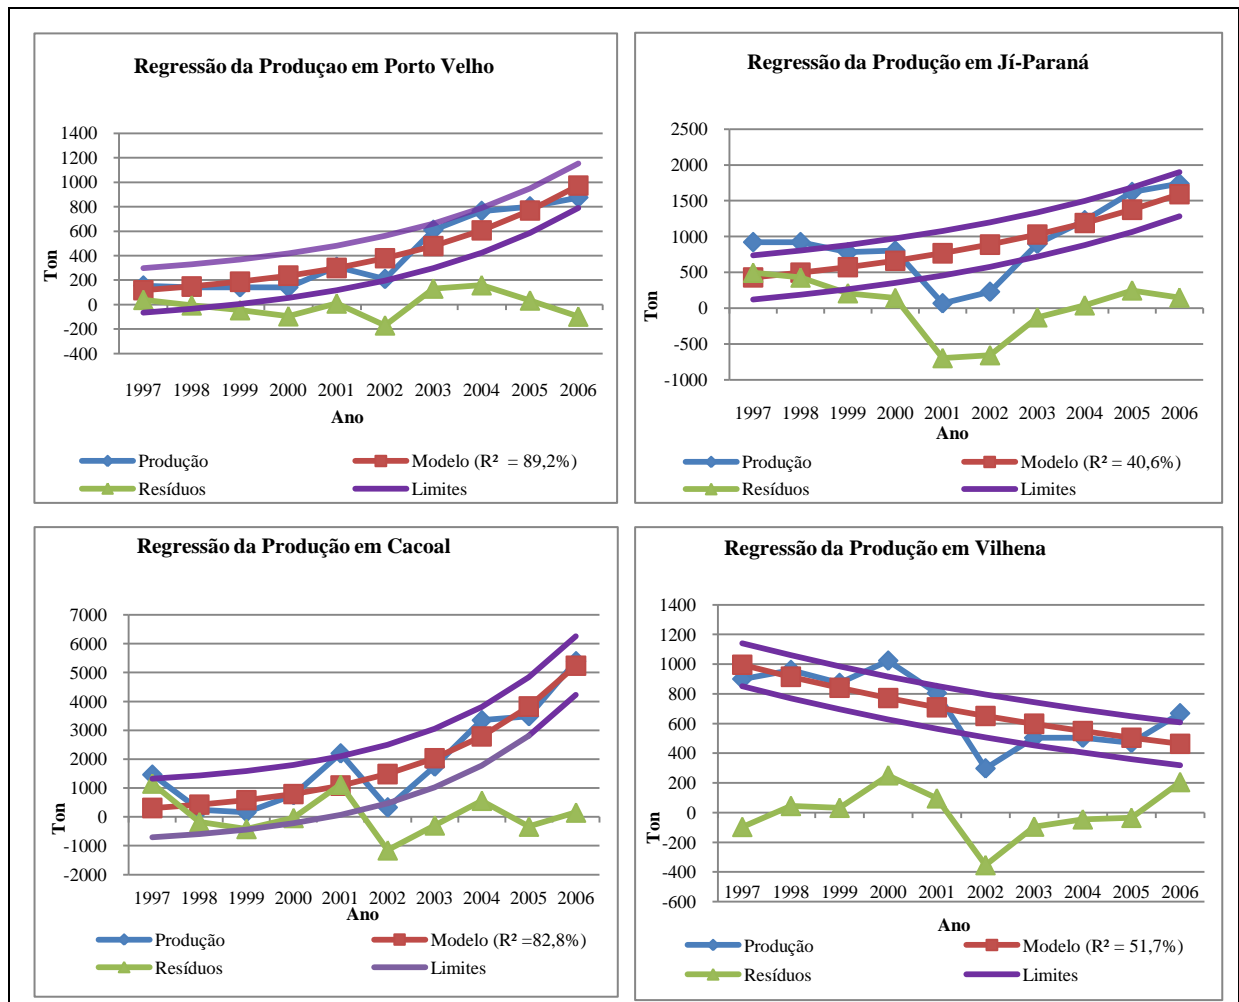 Regressão da Produçao em Porto Velho
1400
1200
1000
800
600
400
200
0
-200
-400
Ton
1997 1998 1999 2000 2001 2002 2003 2004 2005 2006
Ano
Produção
Modelo (R² = 89,2%)
Resíduos
Limites
Regressão da Produção em Jí-Paraná
2500
2000
1500
1000
500
0
-500
-1000
Ton
1997 1998 1999 2000 2001 2002 2003 2004 2005 2006
Ano
Produção
Modelo (R² = 40,6%)
Resíduos
Limites
Regressão da Produção em Cacoal
7000
6000
5000
4000
3000
2000
1000
0
-1000
-2000
Ton
1997 1998 1999 2000 2001 2002 2003 2004 2005 2006
Ano
Produção
Modelo (R² =82,8%)
Resíduos
Limites
Regressão da Produção em Vilhena
1400
1200
1000
800
600
400
200
0
-200
-400
-600
Ton
1997 1998 1999 2000 2001 2002 2003 2004 2005 2006
Ano
Produção
Modelo (R² = 51,7%)
Resíduos
Limites